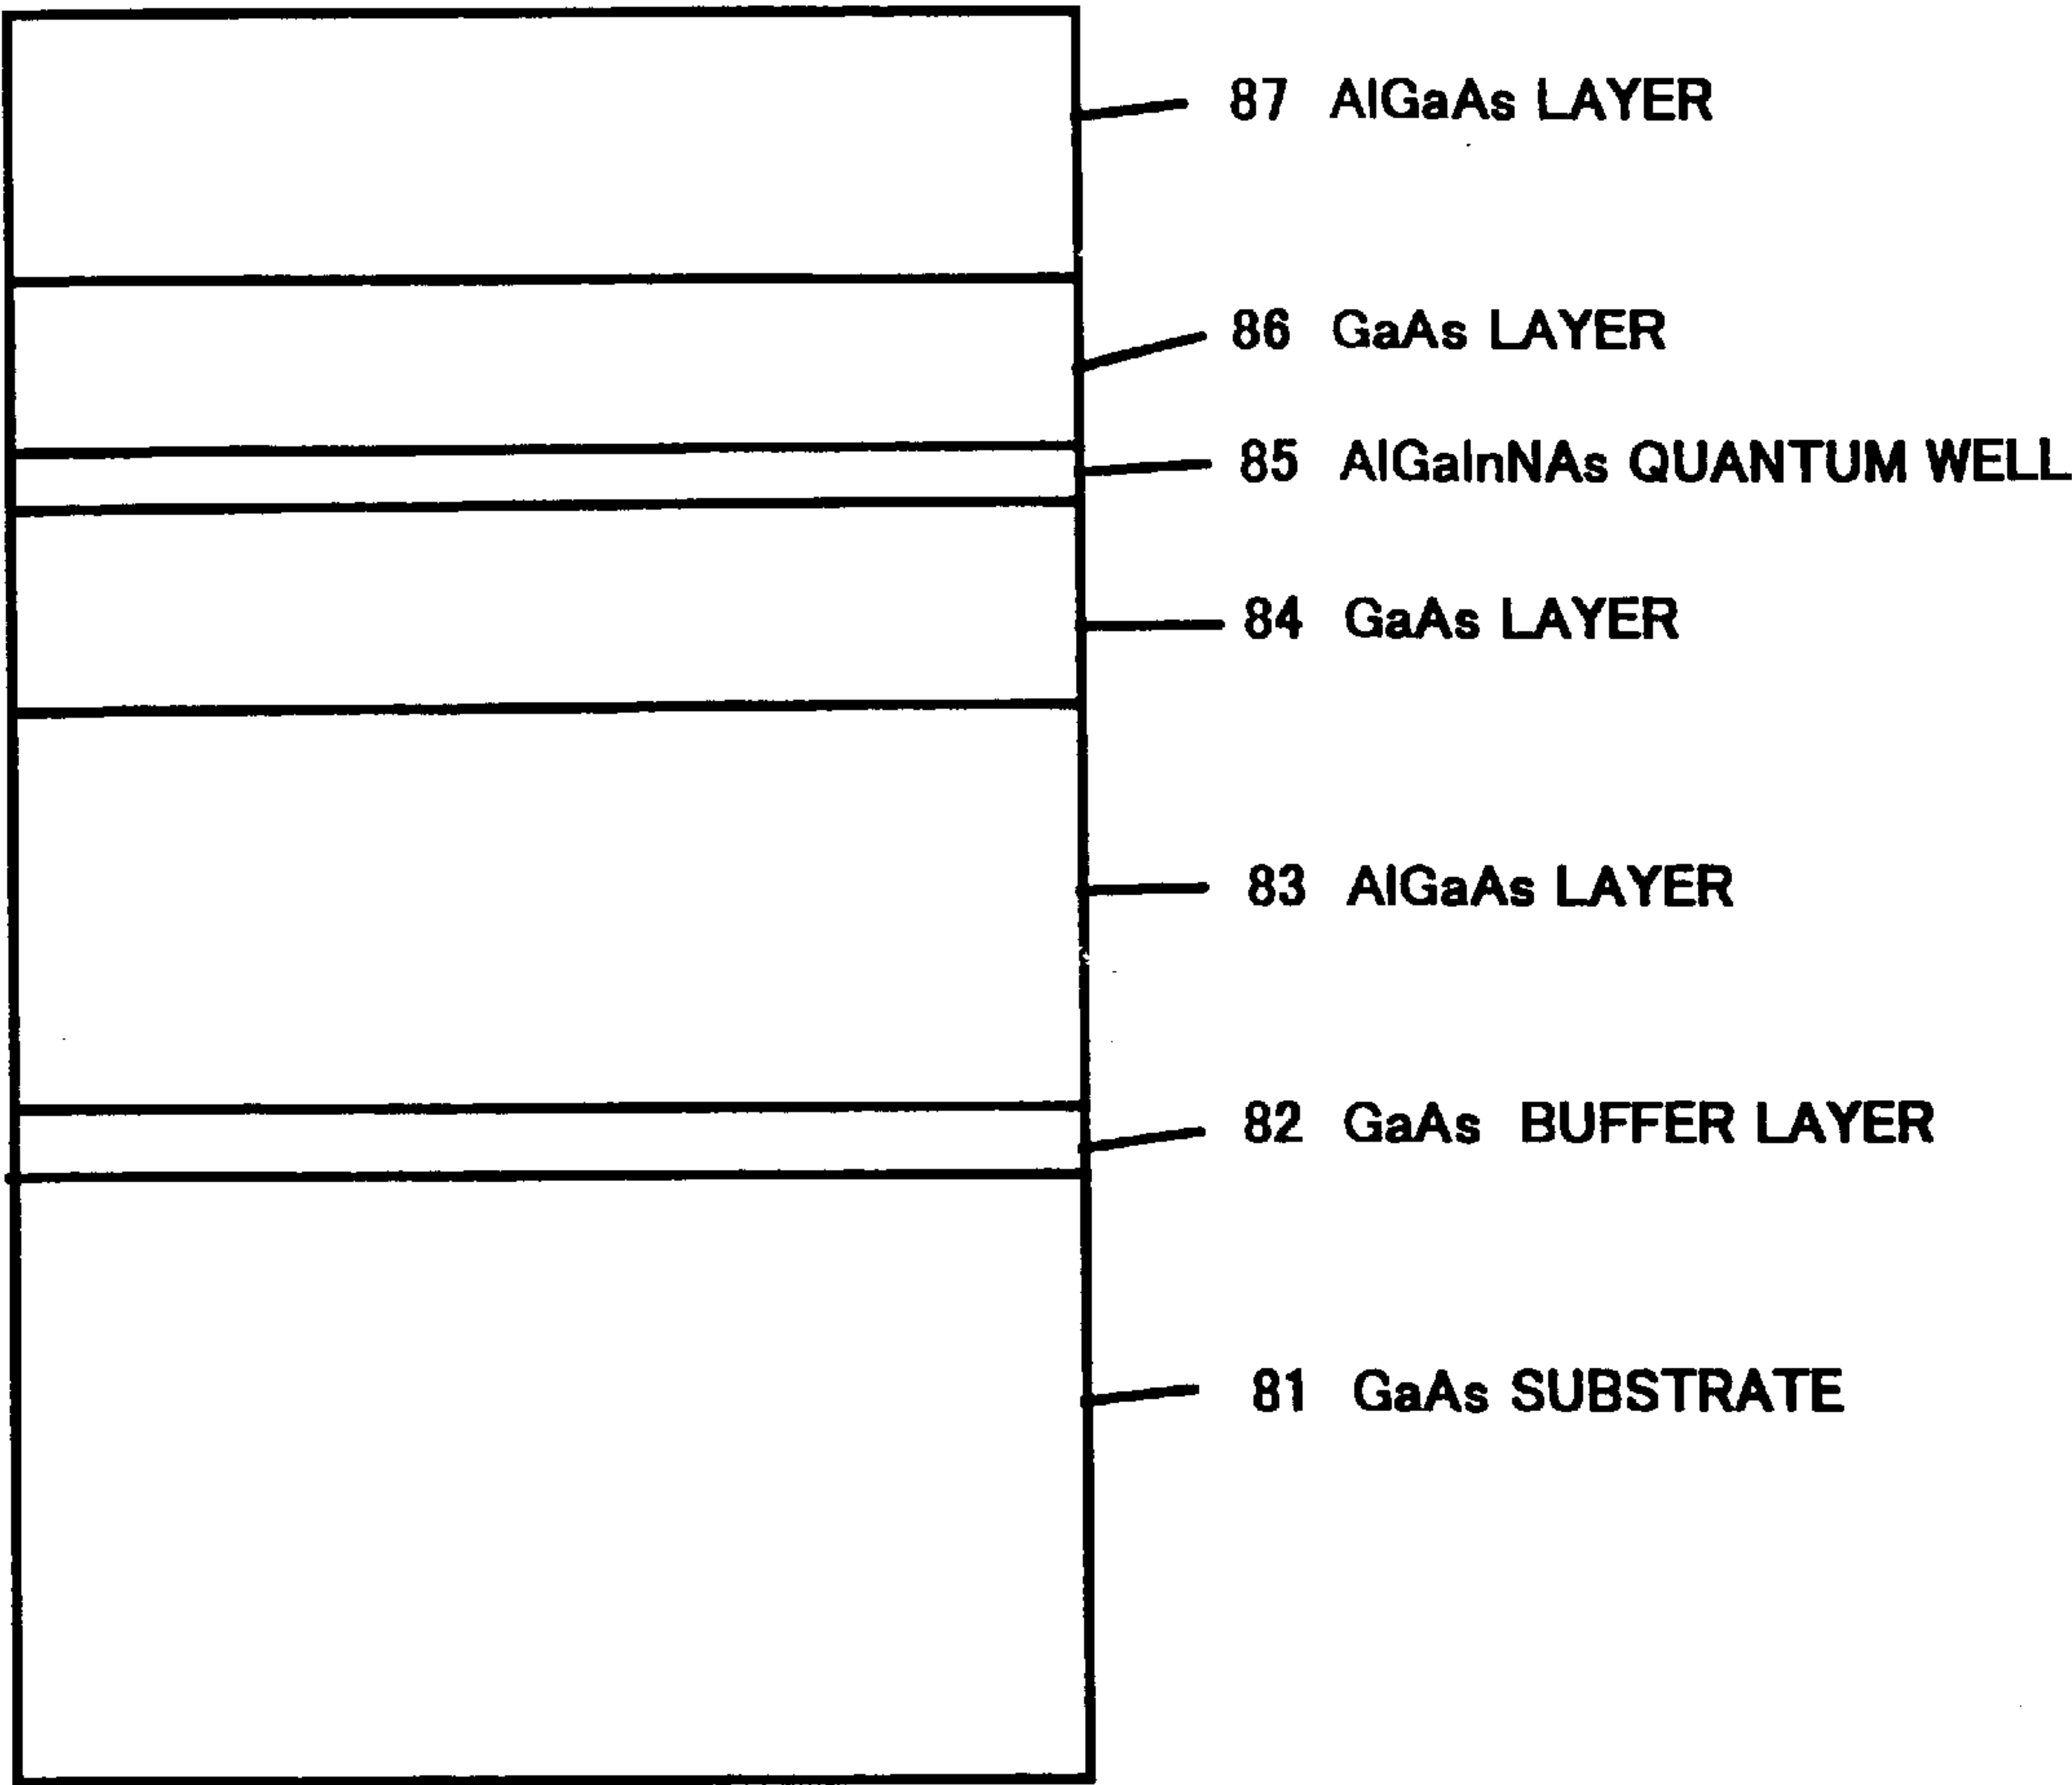 87 AlGaAs LAYER
86 GaAs LAYER
85 AlGaInNAs QUANTUM WELL
84 GaAs LAYER
83 AlGaAs LAYER
82 GaAs BUFFER LAYER
81 GaAs SUBSTRATE